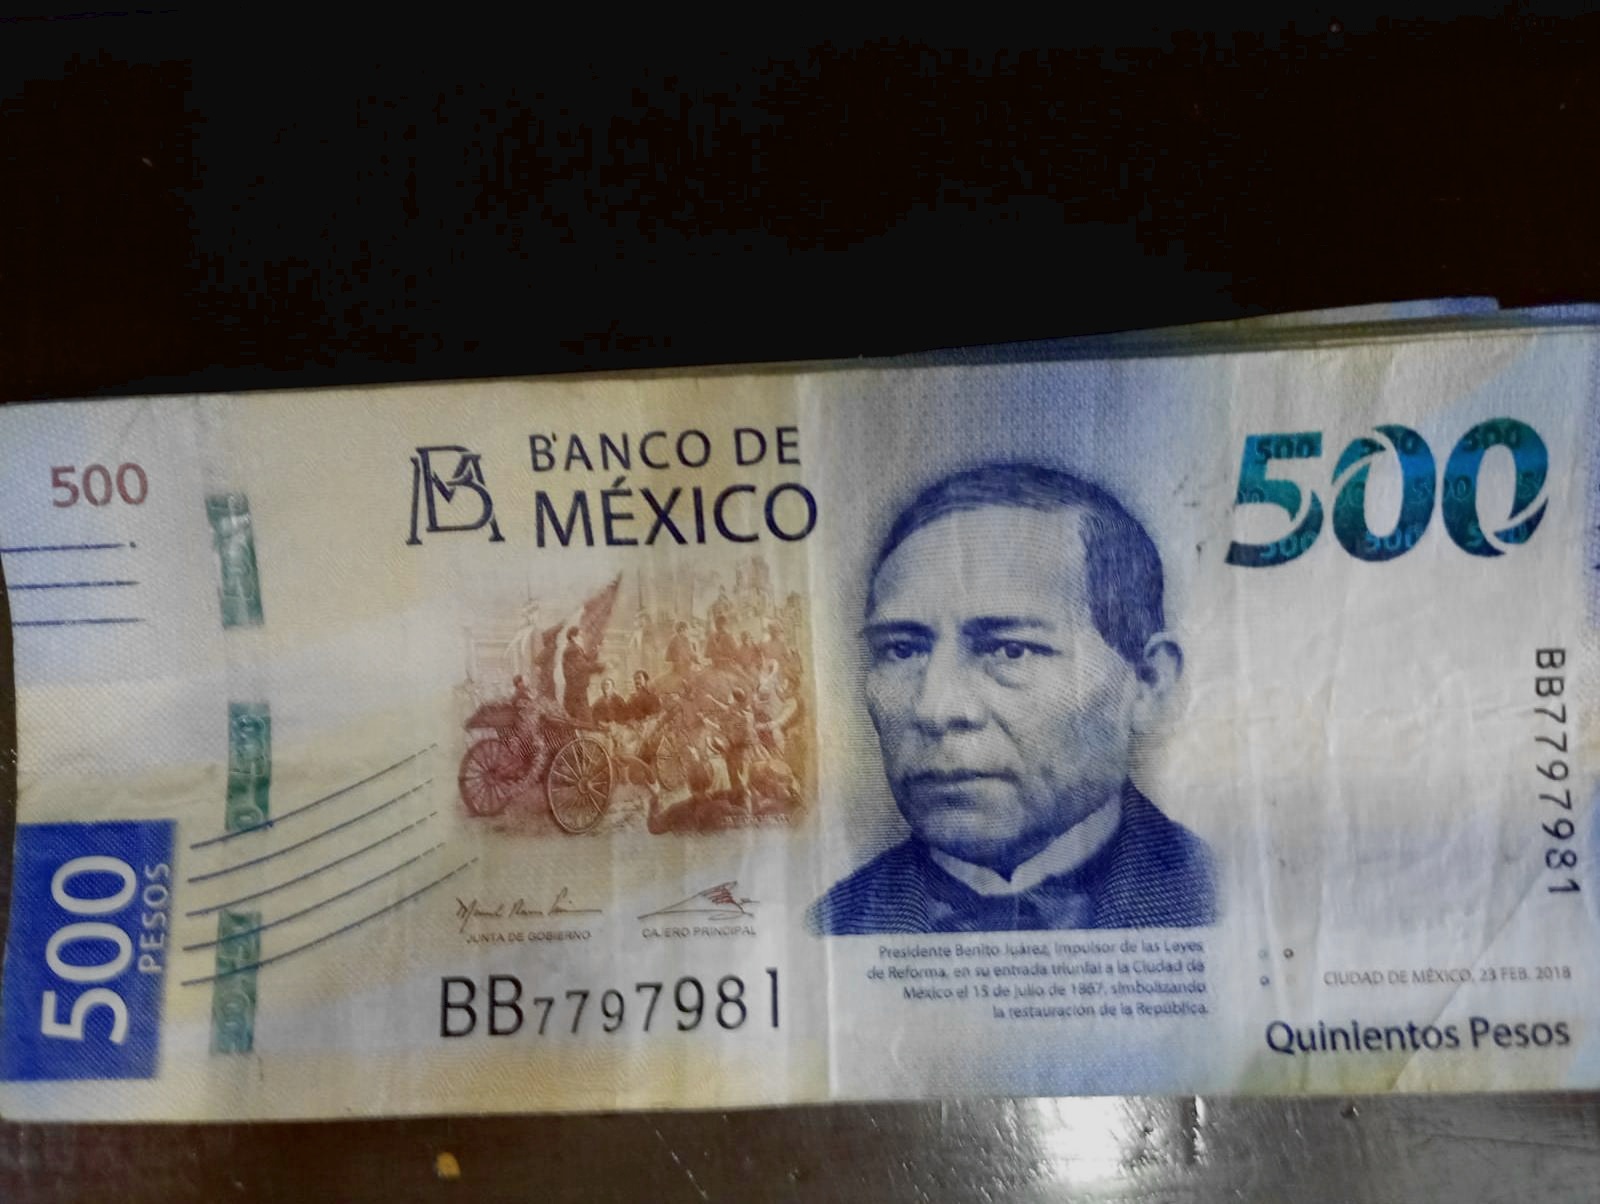 500
BM
BANCO DE
MÉXICO
500
BB7797981
500
PESOS
JUNTA DE GOBIERNO
CAJERO PRINCIPAL
BB7797981
Presidente Benito Juárez, impulsor de las Leyes
de Reforma, en su entrada triunfal a la Ciudad de
México el 15 de julio de 1867, simbolizando
la restauración de la República.
CIUDAD DE MÉXICO, 23 FEB. 2018
Quinientos Pesos